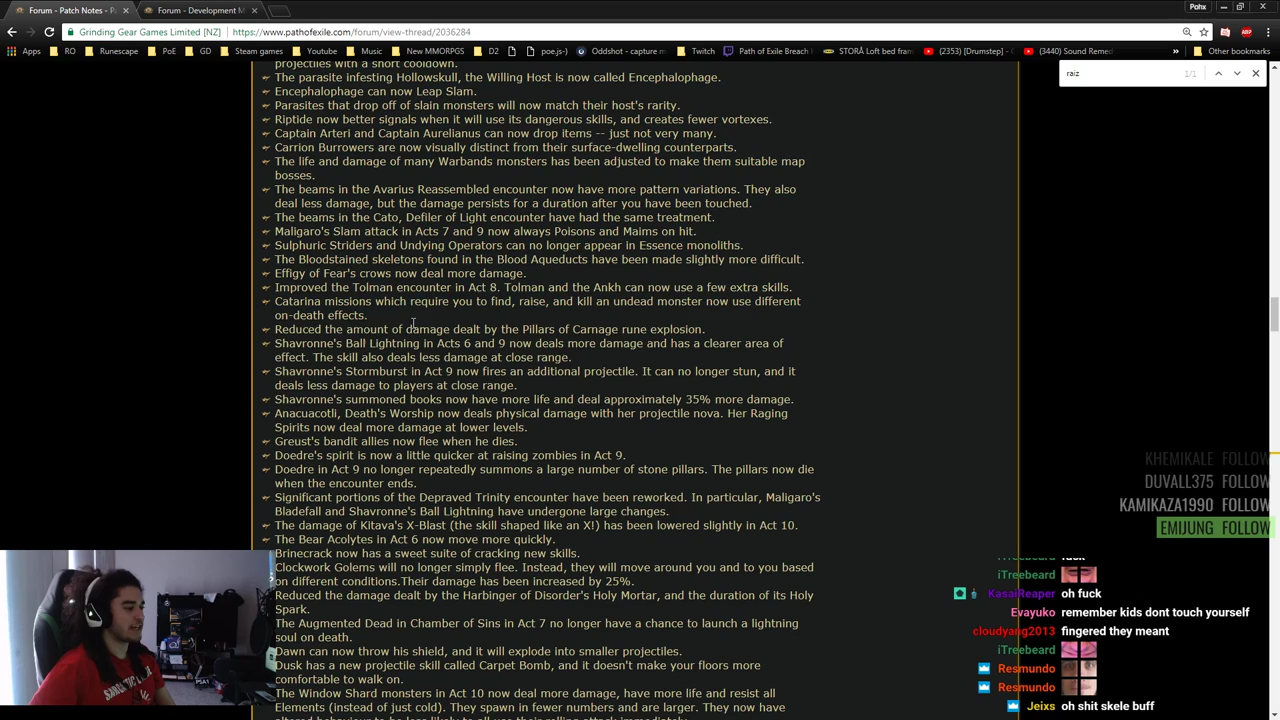 Forum - Patch Notes
Forum - Development M
Pohx
Grinding Gear Games Limited [NZ]
https://www.pathofexile.com/forum/view-thread/2036284
Apps RO Runescape PoE GD Steam games Youtube Music New MMORPGS D2 poe.js-) Oddshot - capture m Twitch Path of Exile Breach STORÅ Loft bed fram (2353) [Drumstep] - (3440) Sound Remed Other bookmarks
raiz 1/1
projectiles with a short cooldown.
The parasite infesting Hollowskull, the Willing Host is now called Encephalophage.
Encephalophage can now Leap Slam.
Parasites that drop off of slain monsters will now match their host's rarity.
Riptide now better signals when it will use its dangerous skills, and creates fewer vortexes.
Captain Arteri and Captain Aurelianus can now drop items -- just not very many.
Carrion Burrowers are now visually distinct from their surface-dwelling counterparts.
The life and damage of many Warbands monsters has been adjusted to make them suitable map
bosses.
The beams in the Avarius Reassembled encounter now have more pattern variations. They also
deal less damage, but the damage persists for a duration after you have been touched.
The beams in the Cato, Defiler of Light encounter have had the same treatment.
Maligaro's Slam attack in Acts 7 and 9 now always Poisons and Maims on hit.
Sulphuric Striders and Undying Operators can no longer appear in Essence monoliths.
The Bloodstained skeletons found in the Blood Aqueducts have been made slightly more difficult.
Effigy of Fear's crows now deal more damage.
Improved the Tolman encounter in Act 8. Tolman and the Ankh can now use a few extra skills.
Catarina missions which require you to find, raise, and kill an undead monster now use different
on-death effects.
Reduced the amount of damage dealt by the Pillars of Carnage rune explosion.
Shavronne's Ball Lightning in Acts 6 and 9 now deals more damage and has a clearer area of
effect. The skill also deals less damage at close range.
Shavronne's Stormburst in Act 9 now fires an additional projectile. It can no longer stun, and it
deals less damage to players at close range.
Shavronne's summoned books now have more life and deal approximately 35% more damage.
Anacuacotli, Death's Worship now deals physical damage with her projectile nova. Her Raging
Spirits now deal more damage at lower levels.
Greust's bandit allies now flee when he dies.
Doedre's spirit is now a little quicker at raising zombies in Act 9.
Doedre in Act 9 no longer repeatedly summons a large number of stone pillars. The pillars now die
when the encounter ends.
Significant portions of the Depraved Trinity encounter have been reworked. In particular, Maligaro's
Bladefall and Shavronne's Ball Lightning have undergone large changes.
The damage of Kitava's X-Blast (the skill shaped like an X!) has been lowered slightly in Act 10.
The Bear Acolytes in Act 6 now move more quickly.
Brinecrack now has a sweet suite of cracking new skills.
Clockwork Golems will no longer simply flee. Instead, they will move around you and to you based
on different conditions.Their damage has been increased by 25%.
Reduced the damage dealt by the Harbinger of Disorder's Holy Mortar, and the duration of its Holy
Spark.
The Augmented Dead in Chamber of Sins in Act 7 no longer have a chance to launch a lightning
soul on death.
Dawn can now throw his shield, and it will explode into smaller projectiles.
Dusk has a new projectile skill called Carpet Bomb, and it doesn't make your floors more
comfortable to walk on.
The Window Shard monsters in Act 10 now deal more damage, have more life and resist all
Elements (instead of just cold). They spawn in fewer numbers and are larger. They now have
altered behaviour to be less likely to all use their rolling attack immediately.
KHEMIKALE FOLLOW
DUVALL375 FOLLOW
KAMIKAZA1990 FOLLOW
EMIJUNG FOLLOW
iTreebeard fuck
iTreebeard
KasaiReaper oh fuck
Evayuko remember kids dont touch yourself
cloudyang2013 fingered they meant
iTreebeard
Resmundo
Resmundo
Jeixs oh shit skele buff